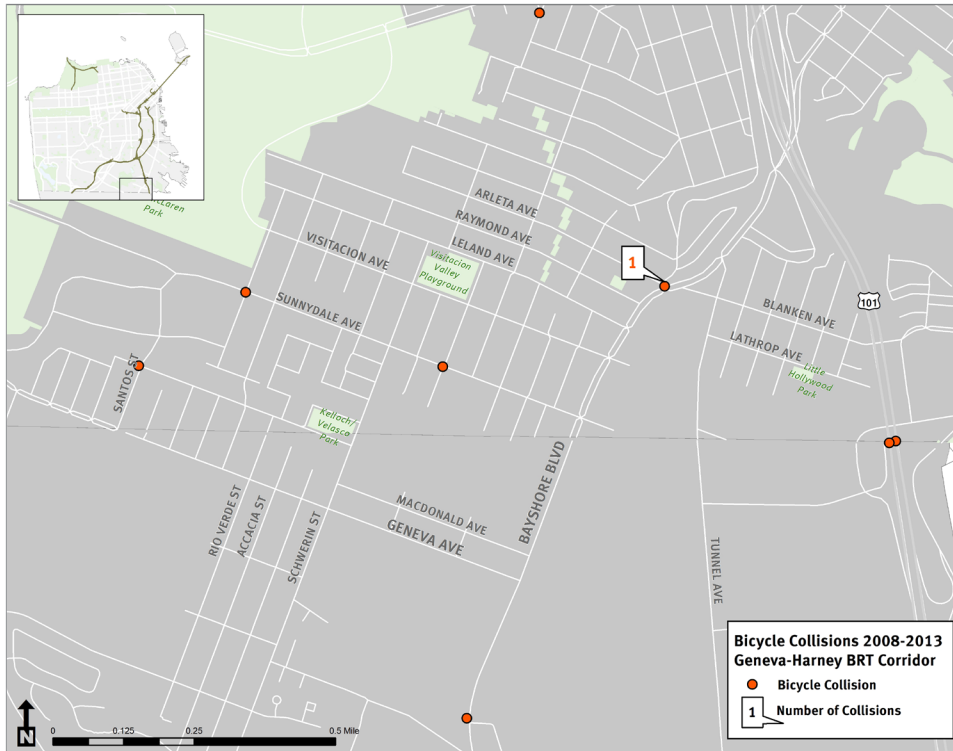 McLaren
Park
ARLETA AVE
RAYMOND AVE
LELAND AVE
VISITACION AVE
Visitacion
Valley
Playground
1
SUNNYDALE AVE
BLANKEN AVE
101
LATHROP AVE
Little
Hollywood
Park
SANTOS ST
Kelloch/
Velasco
Park
BAYSHORE BLVD
MACDONALD AVE
GENEVA AVE
RIO VERDE ST
ACCACIA ST
SCHWERIN ST
TUNNEL AVE
Bicycle Collisions 2008-2013
Geneva-Harney BRT Corridor
Bicycle Collision
1 Number of Collisions
N
0 0.125 0.25 0.5 Mile